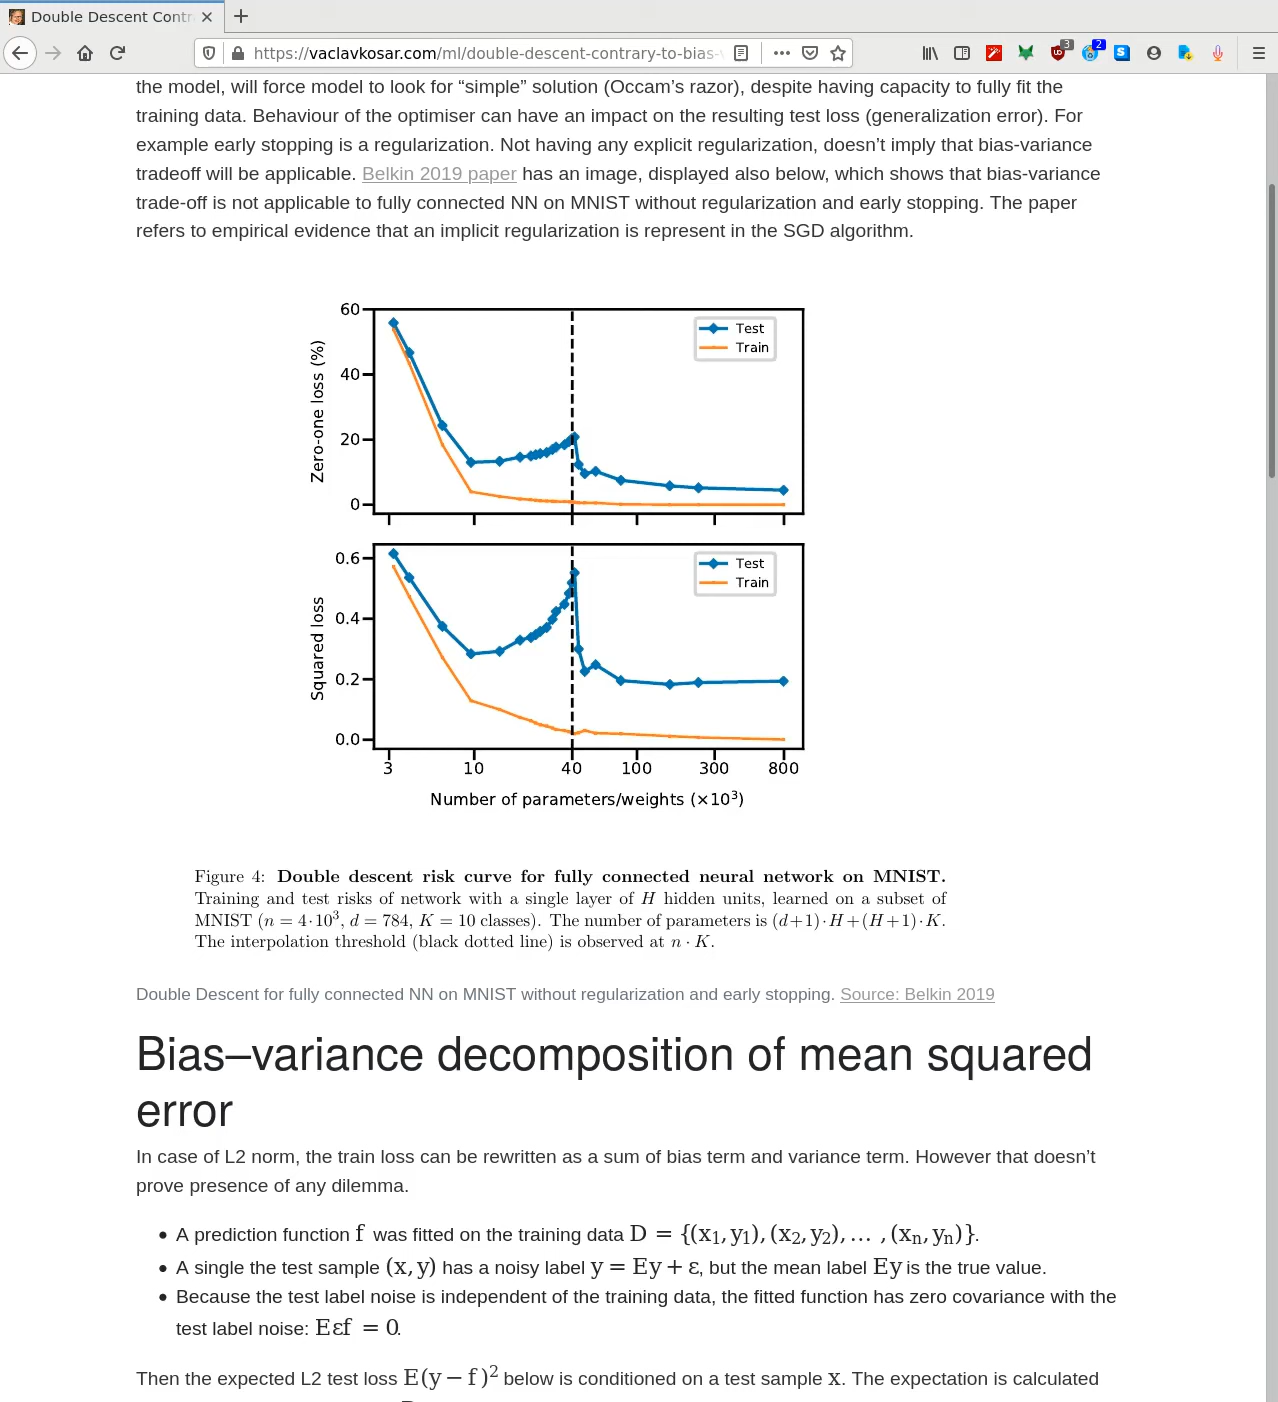 Double Descent Contr
https://vaclavkosar.com/ml/double-descent-contrary-to-bias-v
3
2
the model, will force model to look for “simple” solution (Occam’s razor), despite having capacity to fully fit the
training data. Behaviour of the optimiser can have an impact on the resulting test loss (generalization error). For
example early stopping is a regularization. Not having any explicit regularization, doesn’t imply that bias-variance
tradeoff will be applicable. Belkin 2019 paper has an image, displayed also below, which shows that bias-variance
trade-off is not applicable to fully connected NN on MNIST without regularization and early stopping. The paper
refers to empirical evidence that an implicit regularization is represent in the SGD algorithm.
60
40
20
0
Zero-one loss (%)
Test
Train
0.6
0.4
0.2
0.0
Squared loss
Test
Train
3 10 40 100 300 800
Number of parameters/weights (×10³)
Figure 4: Double descent risk curve for fully connected neural network on MNIST.
Training and test risks of network with a single layer of H hidden units, learned on a subset of
MNIST (n = 4·10³, d = 784, K = 10 classes). The number of parameters is (d+1)·H+(H+1)·K.
The interpolation threshold (black dotted line) is observed at n · K.
Double Descent for fully connected NN on MNIST without regularization and early stopping. Source: Belkin 2019
Bias–variance decomposition of mean squared
error
In case of L2 norm, the train loss can be rewritten as a sum of bias term and variance term. However that doesn’t
prove presence of any dilemma.
• A prediction function f was fitted on the training data D = {(x₁, y₁), (x₂, y₂), … , (xₙ, yₙ)}.
• A single the test sample (x, y) has a noisy label y = Ey + ε, but the mean label Ey is the true value.
• Because the test label noise is independent of the training data, the fitted function has zero covariance with the
test label noise: Eεf = 0.
Then the expected L2 test loss E(y − f)² below is conditioned on a test sample x. The expectation is calculated